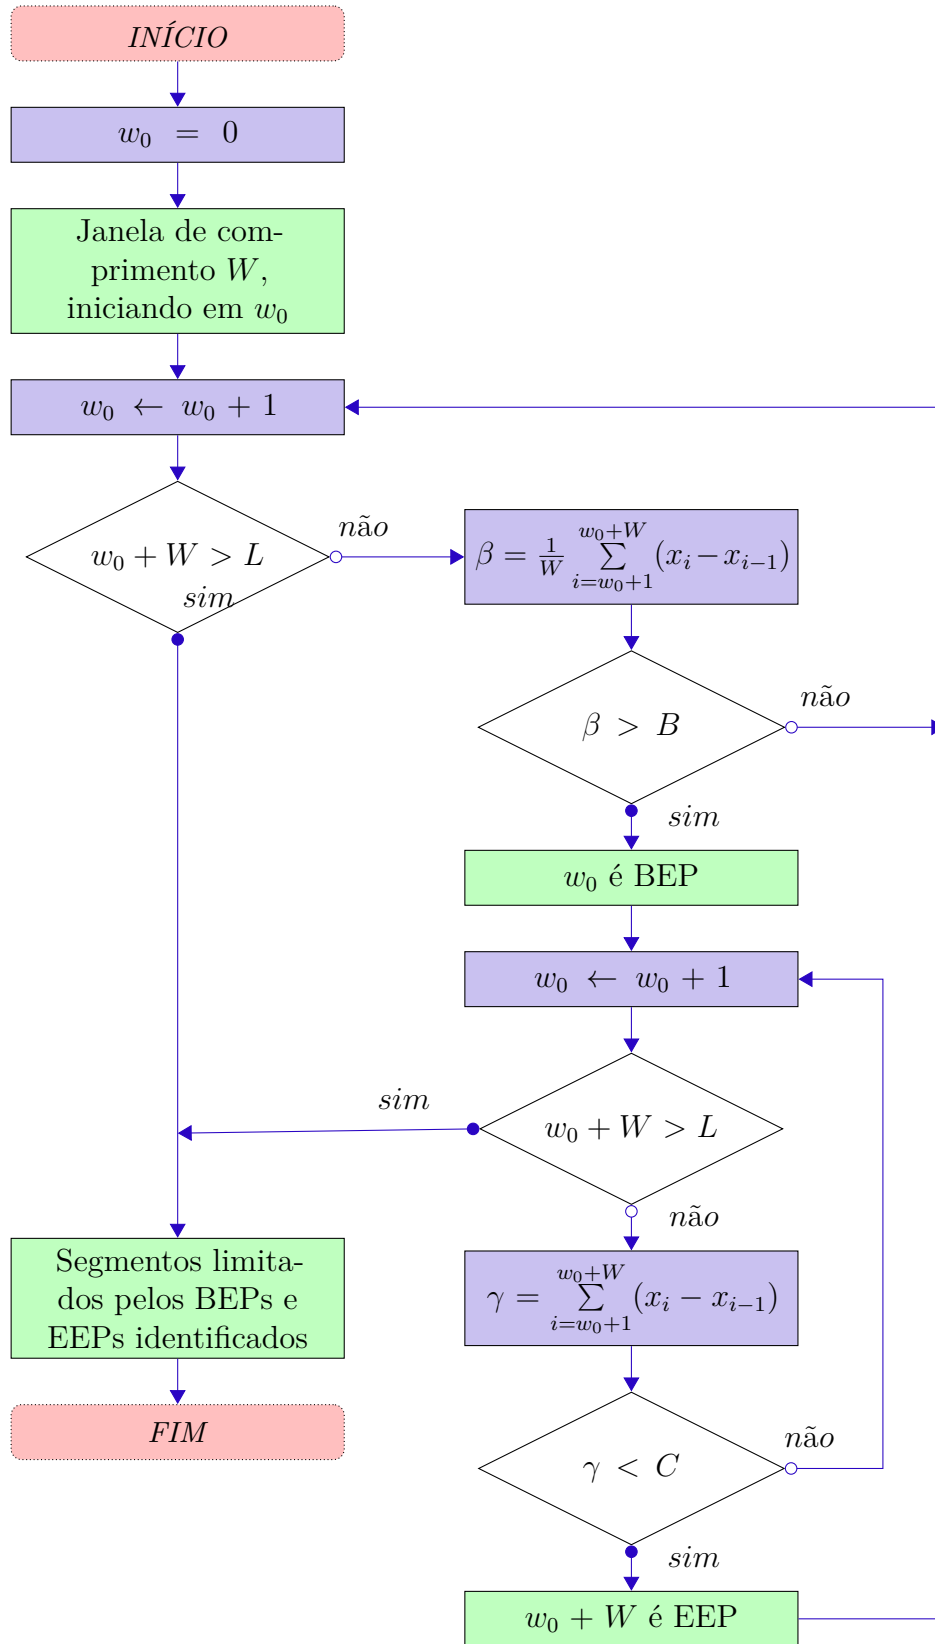 INÍCIO
w₀ = 0
Janela de com-
primento W,
iniciando em w₀
w₀ ← w₀ + 1
w₀ + W > L
não
sim
β = 1/W ∑_{i=w₀+1}^{w₀+W} (xᵢ − xᵢ₋₁)
β > B
não
sim
w₀ é BEP
w₀ ← w₀ + 1
w₀ + W > L
sim
não
γ = ∑_{i=w₀+1}^{w₀+W} (xᵢ − xᵢ₋₁)
γ < C
não
sim
w₀ + W é EEP
Segmentos limita-
dos pelos BEPs e
EEPs identificados
FIM